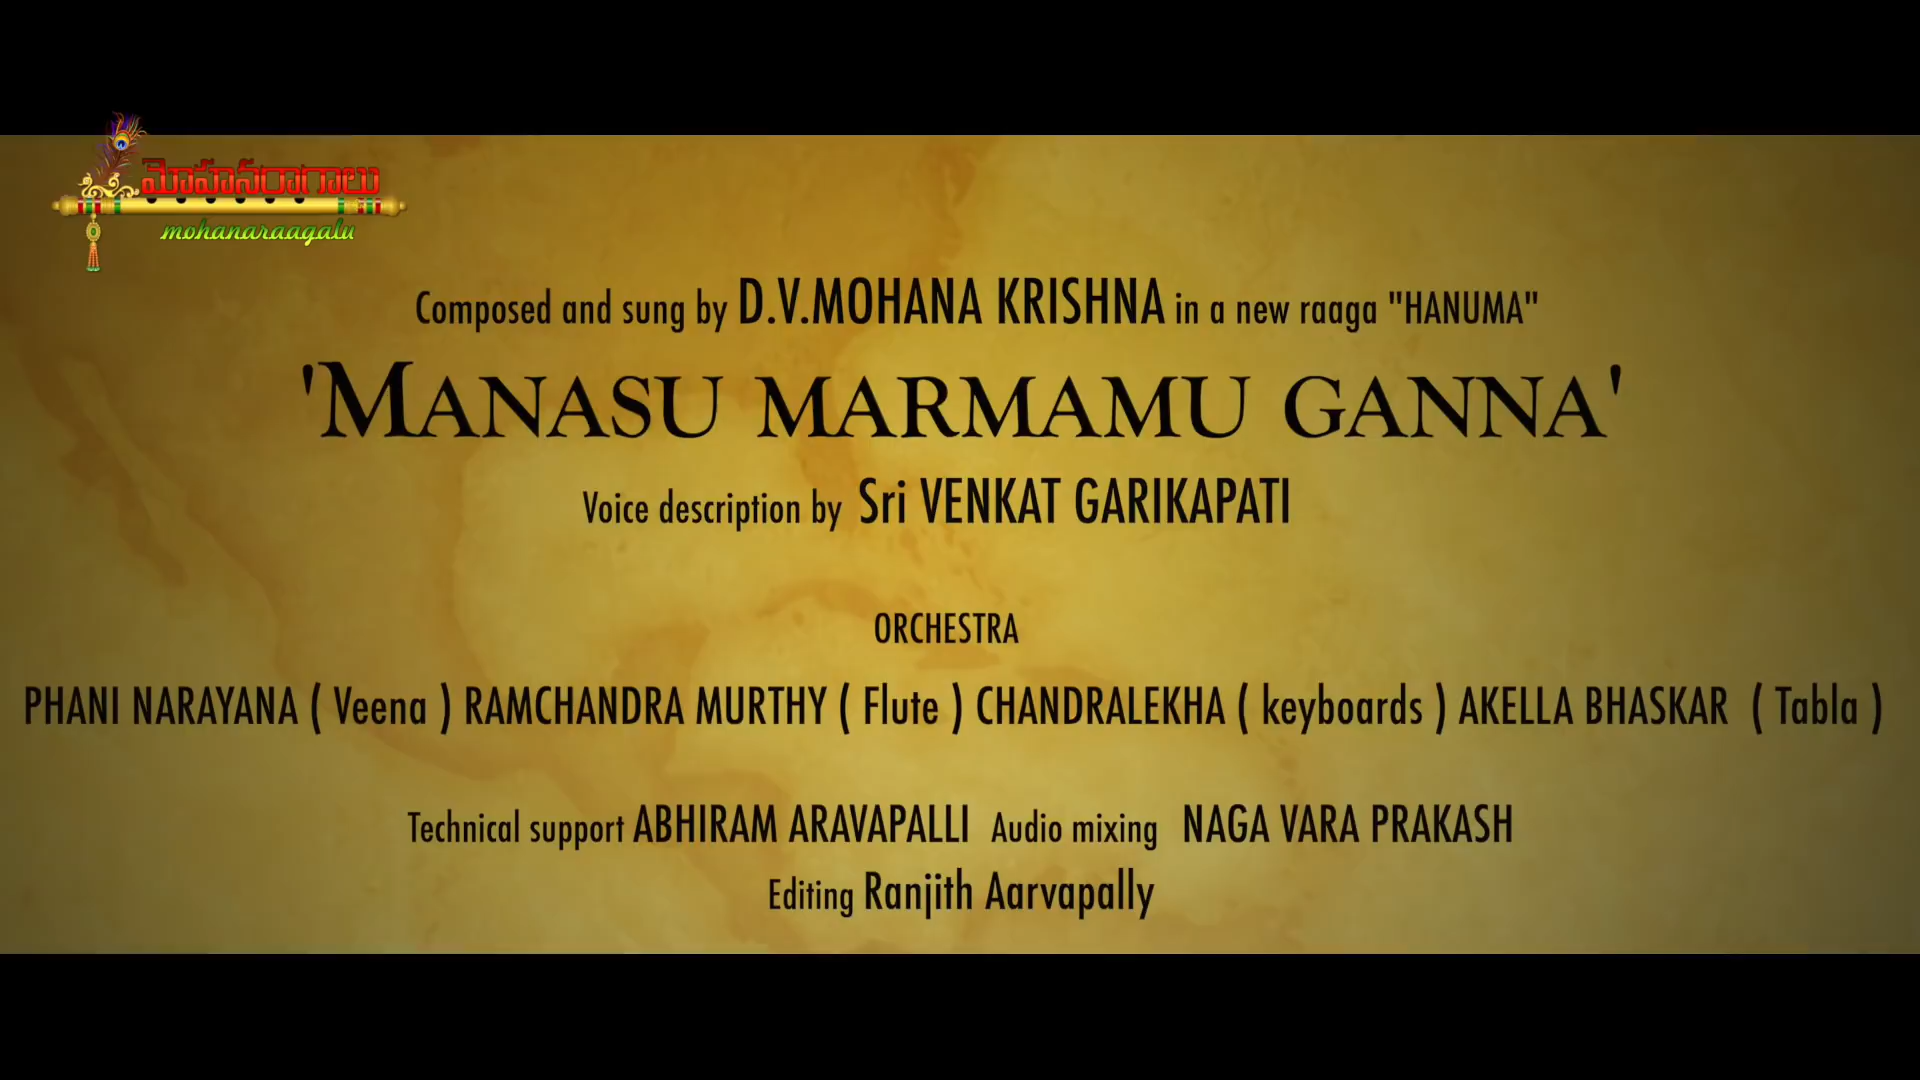 మోహనరాగాలు
mohanaraagalu
Composed and sung by D.V.MOHANA KRISHNA in a new raaga "HANUMA"
'MANASU MARMAMU GANNA'
Voice description by Sri VENKAT GARIKAPATI
ORCHESTRA
PHANI NARAYANA ( Veena ) RAMCHANDRA MURTHY ( Flute ) CHANDRALEKHA ( keyboards ) AKELLA BHASKAR ( Tabla )
Technical support ABHIRAM ARAVAPALLI Audio mixing NAGA VARA PRAKASH
Editing Ranjith Aarvapally